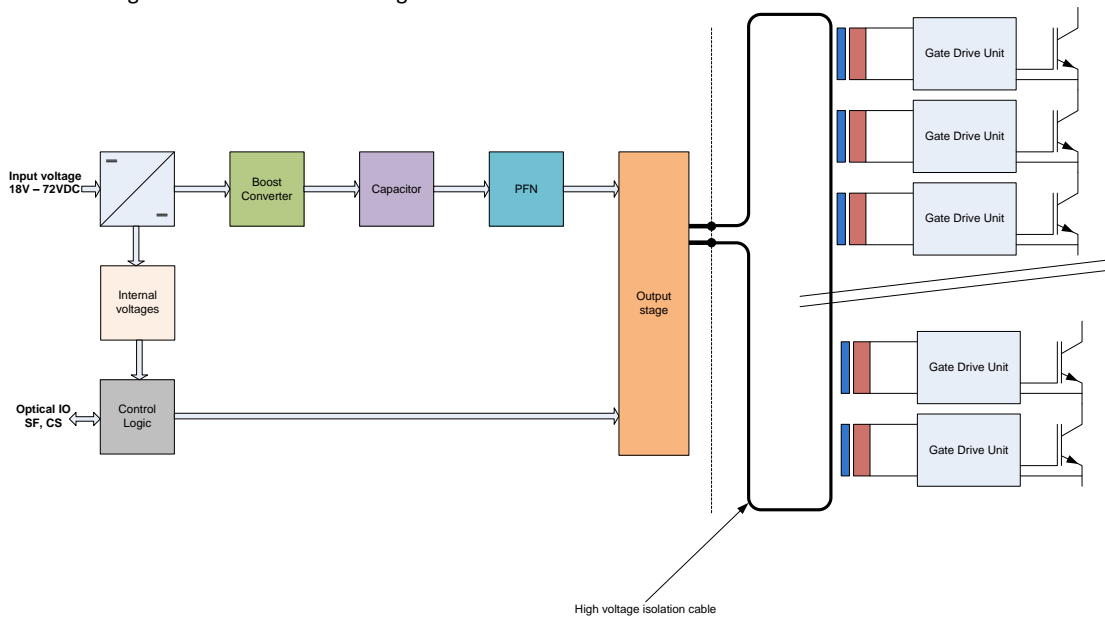 Gate Drive Unit
Gate Drive Unit
Input voltage
18V – 72VDC
Boost
Converter
Capacitor
PFN
Gate Drive Unit
Internal
voltages
Output
stage
Gate Drive Unit
Optical IO
SF, CS
Control
Logic
Gate Drive Unit
High voltage isolation cable